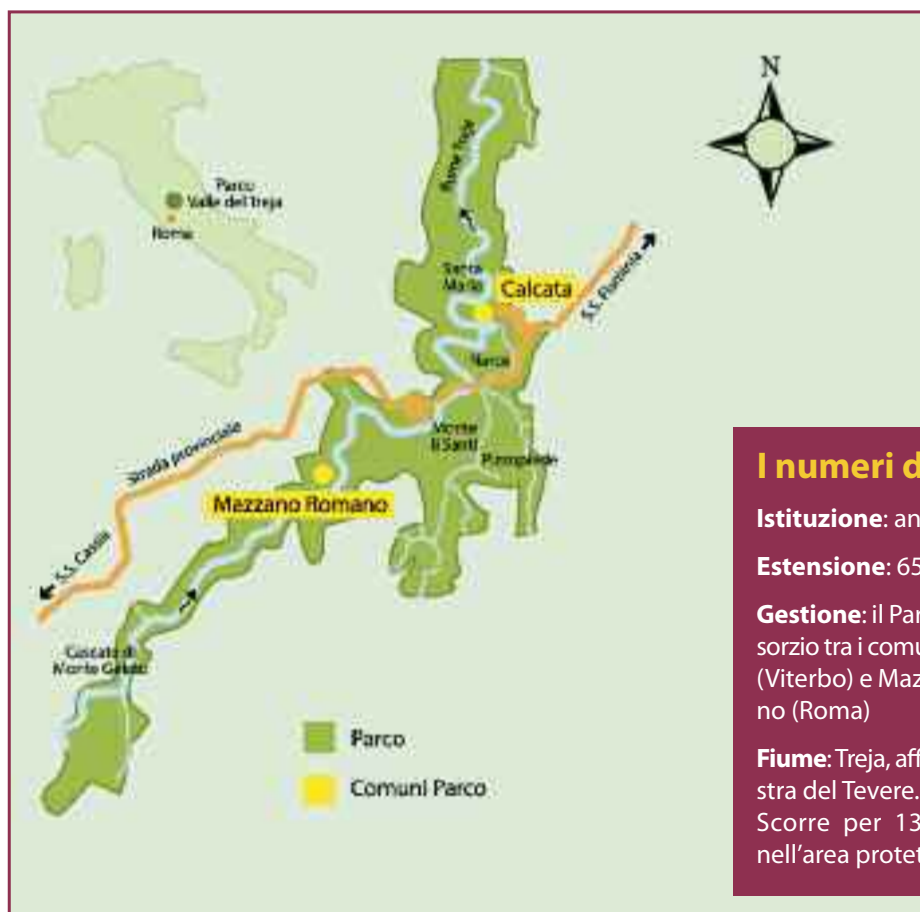 N
Parco
Valle del Treja
Roma
Fiume Treja
Santa
Maria
Calcata
S.S. Flaminia
Narce
Strada provinciale
Monte
li Santi
Mazzano Romano
S.S. Cassia
Cascate di
Monte Gelato
Parco
Comuni Parco
I numeri d
Istituzione: an
Estensione: 65
Gestione: il Par
sorzio tra i comu
(Viterbo) e Maz
no (Roma)
Fiume: Treja, aff
stra del Tevere.
Scorre per 13
nell'area protet